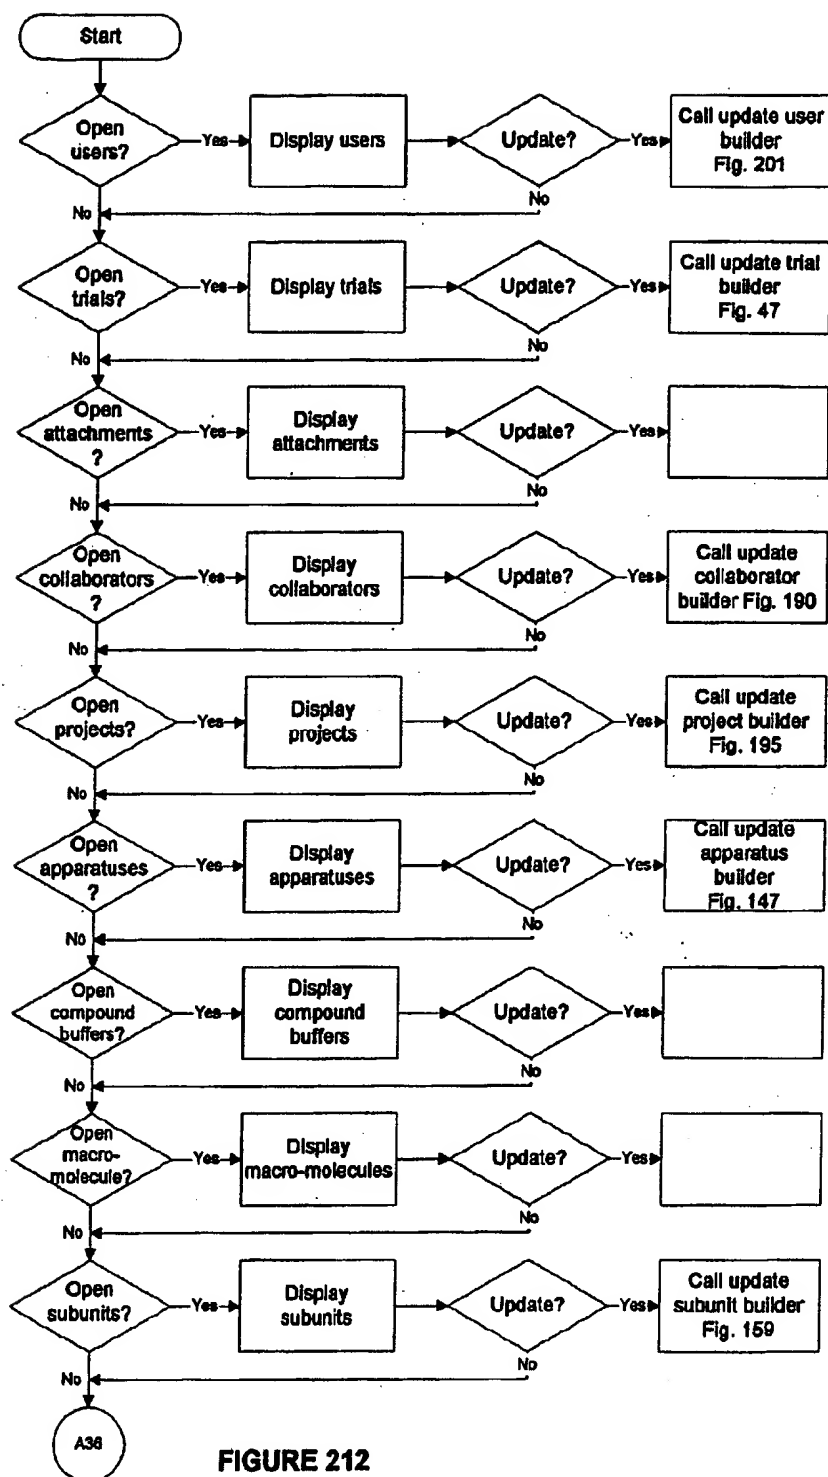 Start
Open
users?
Yes
Display users
Update?
Yes
Call update user
builder
Fig. 201
No
No
Open
trials?
Yes
Display trials
Update?
Yes
Call update trial
builder
Fig. 47
No
No
Open
attachments
?
Yes
Display
attachments
Update?
Yes
No
No
Open
collaborators
?
Yes
Display
collaborators
Update?
Yes
Call update
collaborator
builder Fig. 190
No
No
Open
projects?
Yes
Display
projects
Update?
Yes
Call update
project builder
Fig. 195
No
No
Open
apparatuses
?
Yes
Display
apparatuses
Update?
Yes
Call update
apparatus
builder
Fig. 147
No
No
Open
compound
buffers?
Yes
Display
compound
buffers
Update?
Yes
No
No
Open
macro-
molecule?
Yes
Display
macro-molecules
Update?
Yes
No
No
Open
subunits?
Yes
Display
subunits
Update?
Yes
Call update
subunit builder
Fig. 159
No
No
A36
FIGURE 212